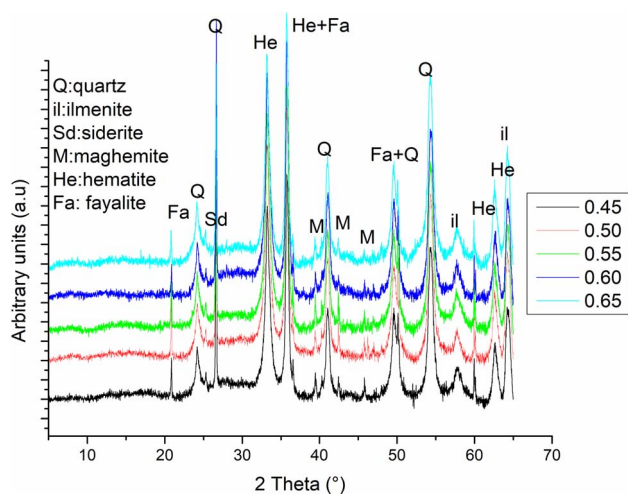 Q
He+Fa
He
Q:quartz
il:ilmenite
Sd:siderite
M:maghemite
He:hematite
Fa: fayalite
Q
Q
Fa+Q
il
He
Fa
Q
Sd
M
M
M
il
He
0.45
0.50
0.55
0.60
0.65
Arbitrary units (a.u)
10
20
30
40
50
60
70
2 Theta (°)